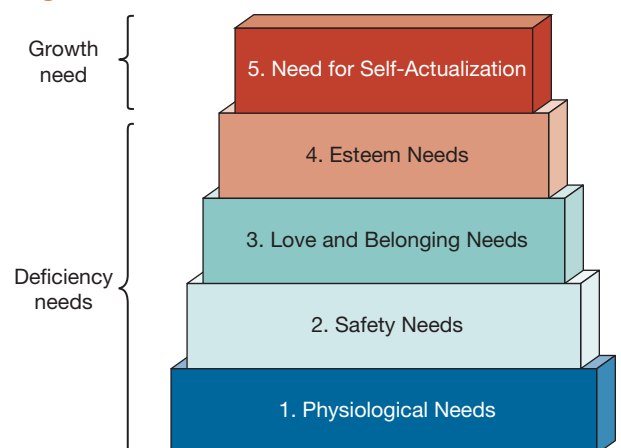 Growth
need
5. Need for Self-Actualization
4. Esteem Needs
3. Love and Belonging Needs
Deficiency
needs
2. Safety Needs
1. Physiological Needs